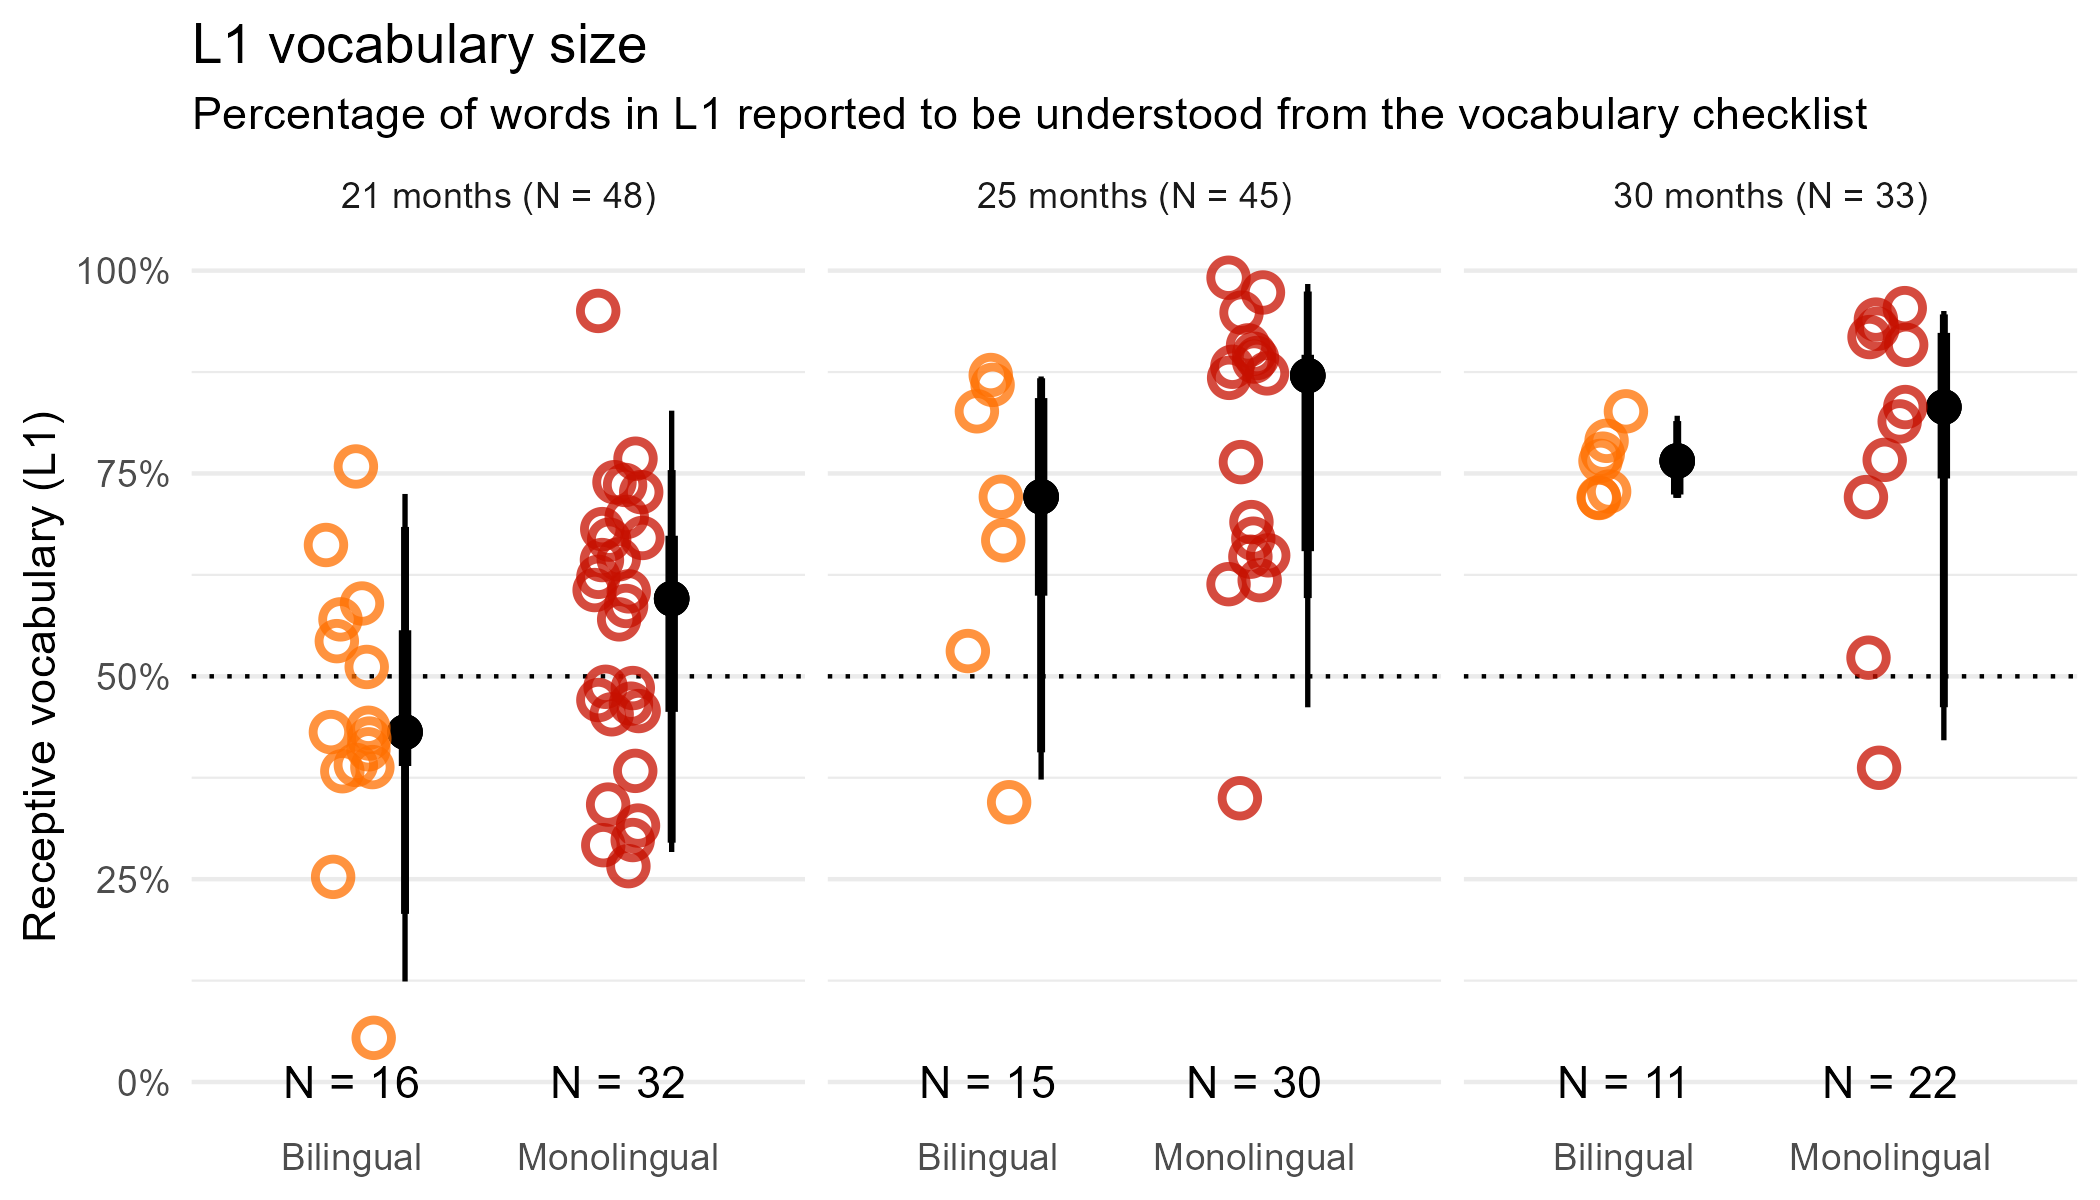 L1 vocabulary size
Percentage of words in L1 reported to be understood from the vocabulary checklist
21 months (N = 48)
25 months (N = 45)
30 months (N = 33)
Receptive vocabulary (L1)
100%
75%
50%
25%
0%
N = 16
N = 32
N = 15
N = 30
N = 11
N = 22
Bilingual
Monolingual
Bilingual
Monolingual
Bilingual
Monolingual